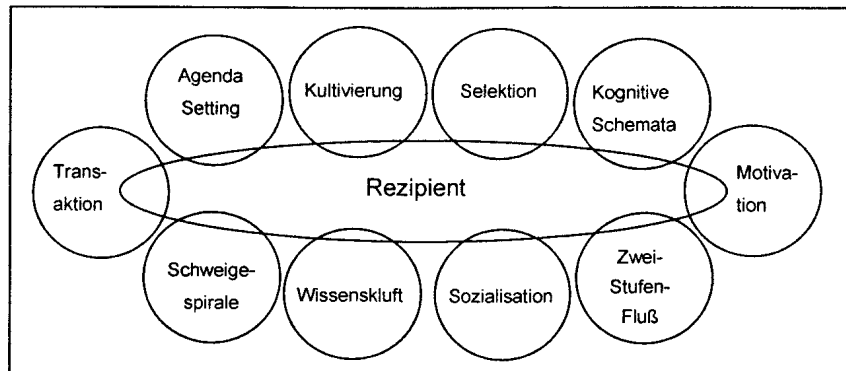 Agenda
Setting
Kultivierung
Selektion
Kognitive
Schemata
Trans-
aktion
Rezipient
Motiva-
tion
Schweige-
spirale
Wissenskluft
Sozialisation
Zwei-
Stufen-
Fluß